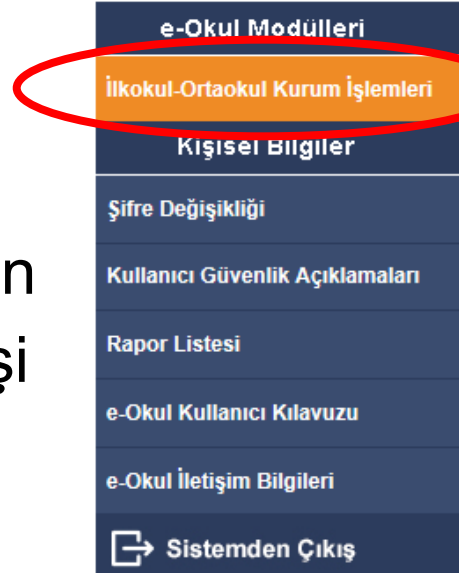 e-Okul Modülleri
İlkokul-Ortaokul Kurum İşlemleri
Kişisel Bilgiler
Şifre Değişikliği
n
Kullanıcı Güvenlik Açıklamaları
şi
Rapor Listesi
e-Okul Kullanıcı Kılavuzu
e-Okul İletişim Bilgileri
Sistemden Çıkış